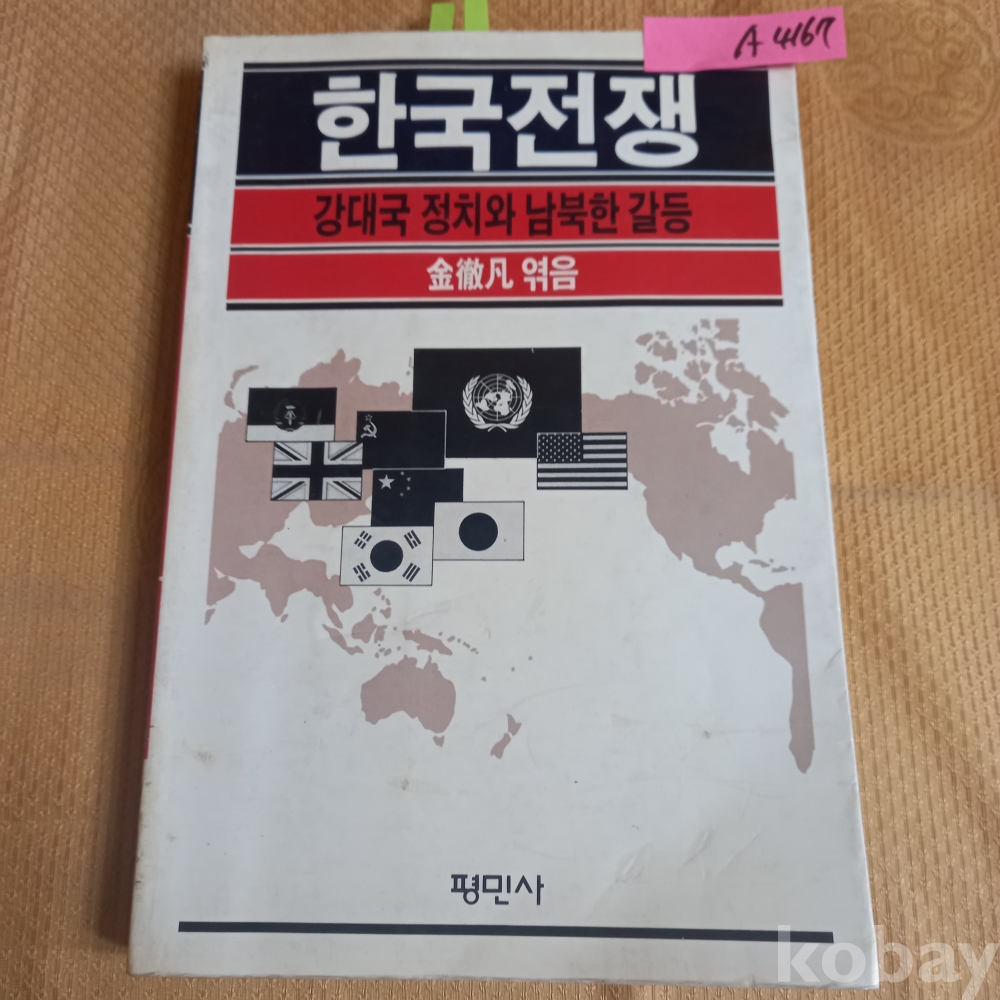 A 4167
한국전쟁
강대국 정치와 남북한 갈등
金徹凡 엮음
평민사
kobay